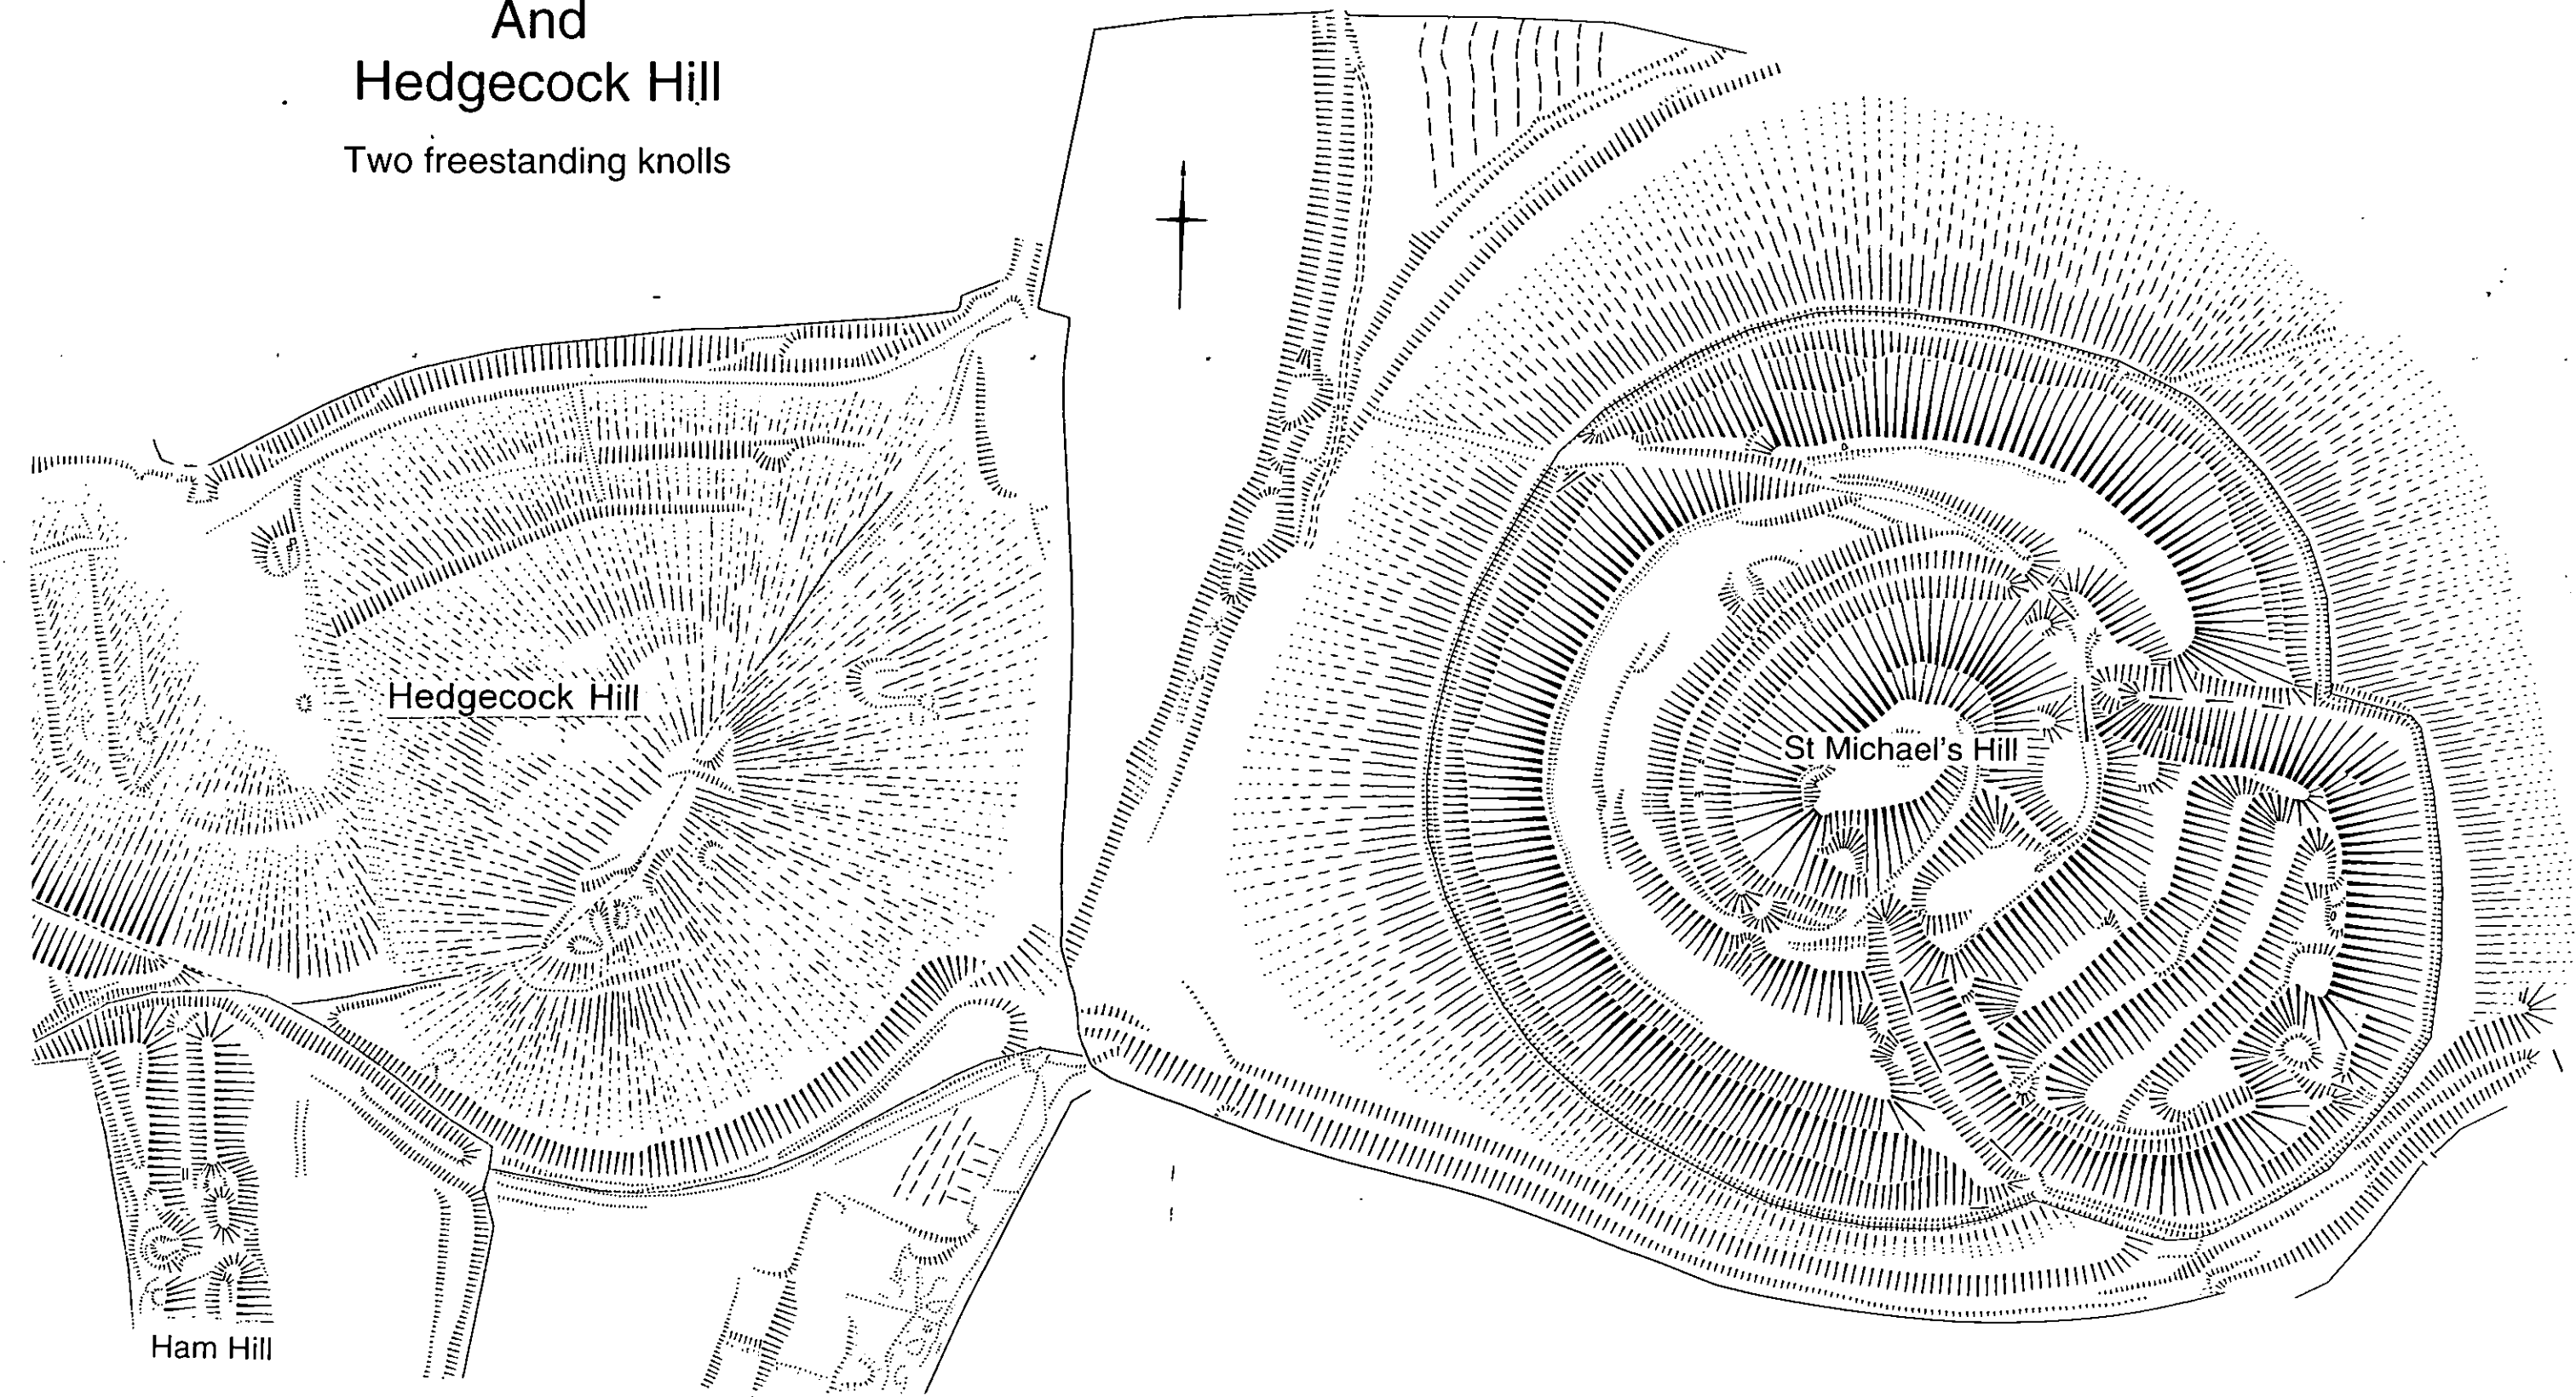 And
Hedgecock Hill
Two freestanding knolls
Hedgecock Hill
St Michael's Hill
Ham Hill